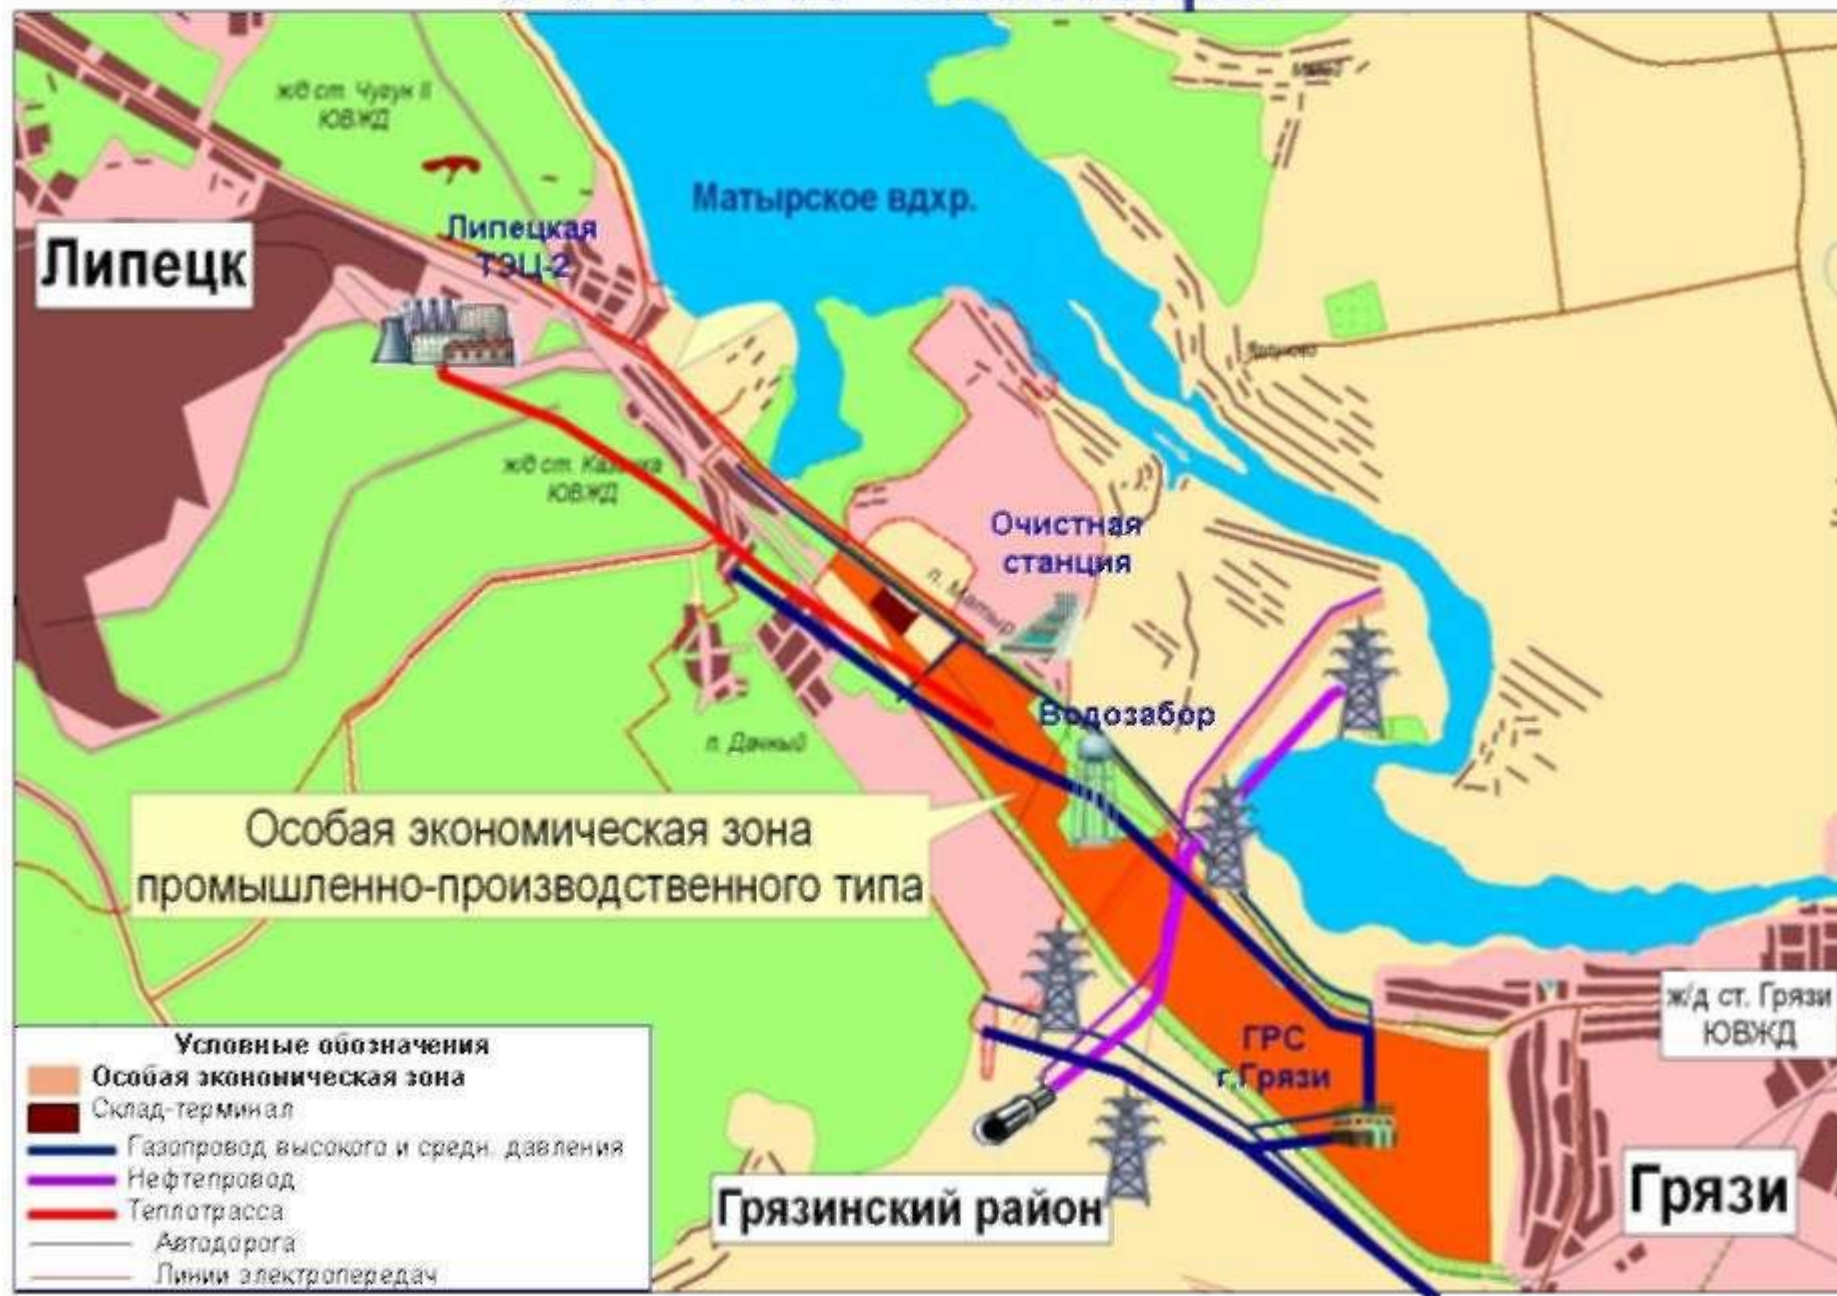 ж/д ст. Чугун II
ЮВЖД
Матырское вдхр.
Липецкая
ТЭЦ-2
Липецк
ж/д ст. Казинка
ЮВЖД
Очистная
станция
п. Матыр
Водозабор
п. Дачный
Особая экономическая зона
промышленно-производственного типа
ж/д ст. Грязи
ЮВЖД
ГРС
г.Грязи
Грязинский район
Грязи
Условные обозначения
Особая экономическая зона
Склад-терминал
Газопровод высокого и средн. давления
Нефтепровод
Теплотрасса
Автодорога
Линии электропередач